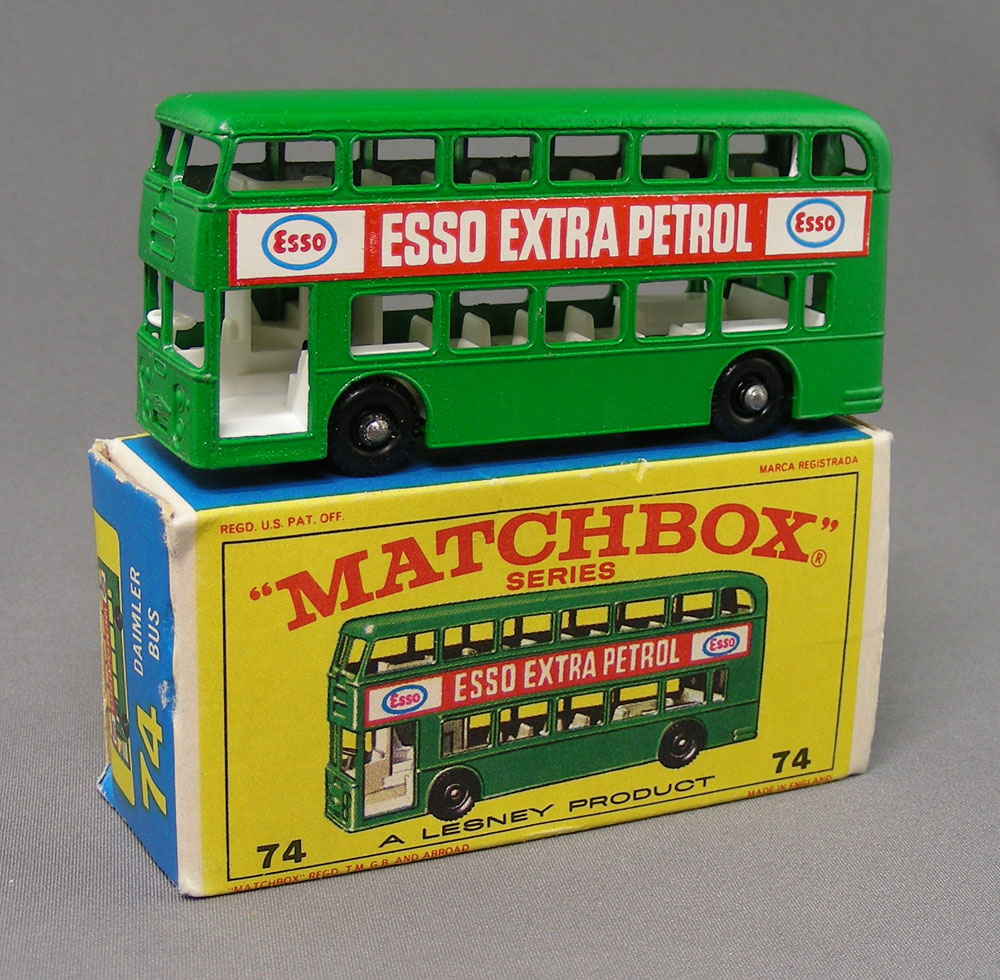 Esso ESSO EXTRA PETROL Esso
MARCA REGISTRADA
REGD. U.S. PAT. OFF.
"MATCHBOX"®
SERIES
Esso ESSO EXTRA PETROL Esso
74 A LESNEY PRODUCT 74
"MATCHBOX" REGD. T.M. G.B. AND ABROAD
MADE IN ENGLAND
DAIMLER
BUS
74